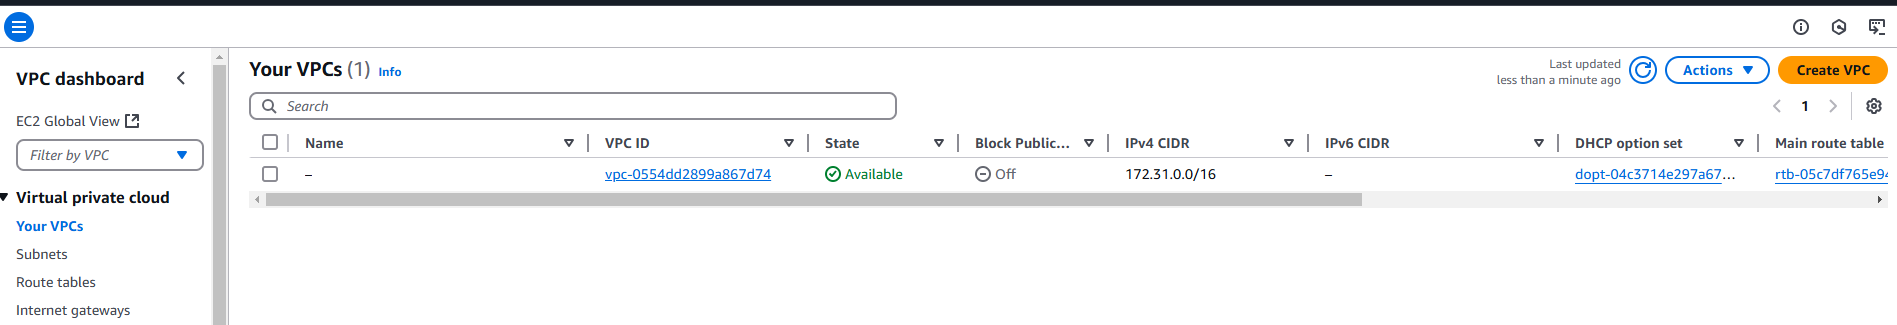 VPC dashboard
EC2 Global View
Filter by VPC
Virtual private cloud
Your VPCs
Subnets
Route tables
Internet gateways
Your VPCs (1) Info
Last updated
less than a minute ago
Actions
Create VPC
Search
1
Name VPC ID State Block Public... IPv4 CIDR IPv6 CIDR DHCP option set Main route table
– vpc-0554dd2899a867d74 Available Off 172.31.0.0/16 – dopt-04c3714e297a67... rtb-05c7df765e94